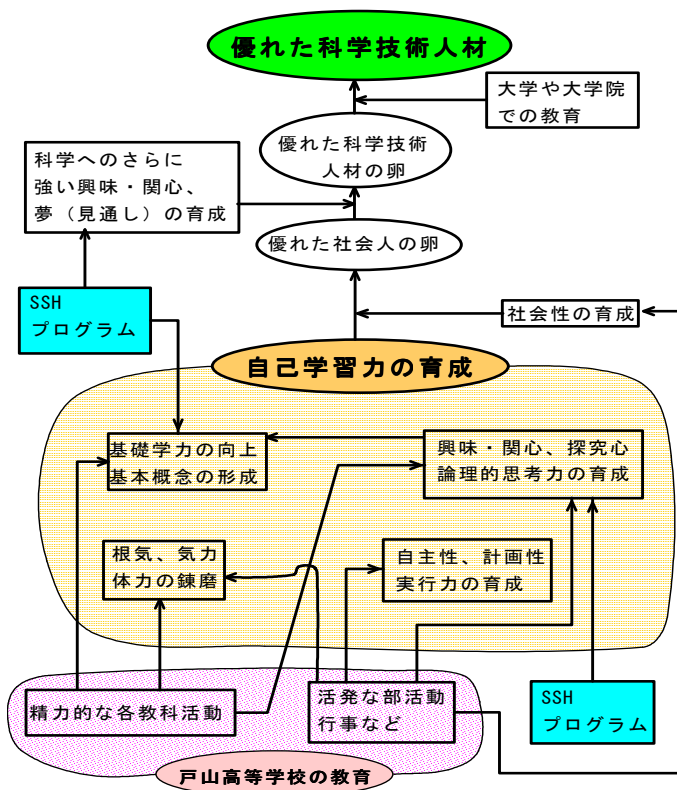 優れた科学技術人材
大学や大学院
での教育
優れた科学技術
人材の卵
科学へのさらに
強い興味・関心、
夢（見通し）の育成
優れた社会人の卵
SSH
プログラム
社会性の育成
自己学習力の育成
基礎学力の向上
基本概念の形成
興味・関心、探究心
論理的思考力の育成
根気、気力
体力の錬磨
自主性、計画性
実行力の育成
精力的な各教科活動
活発な部活動
行事など
SSH
プログラム
戸山高等学校の教育